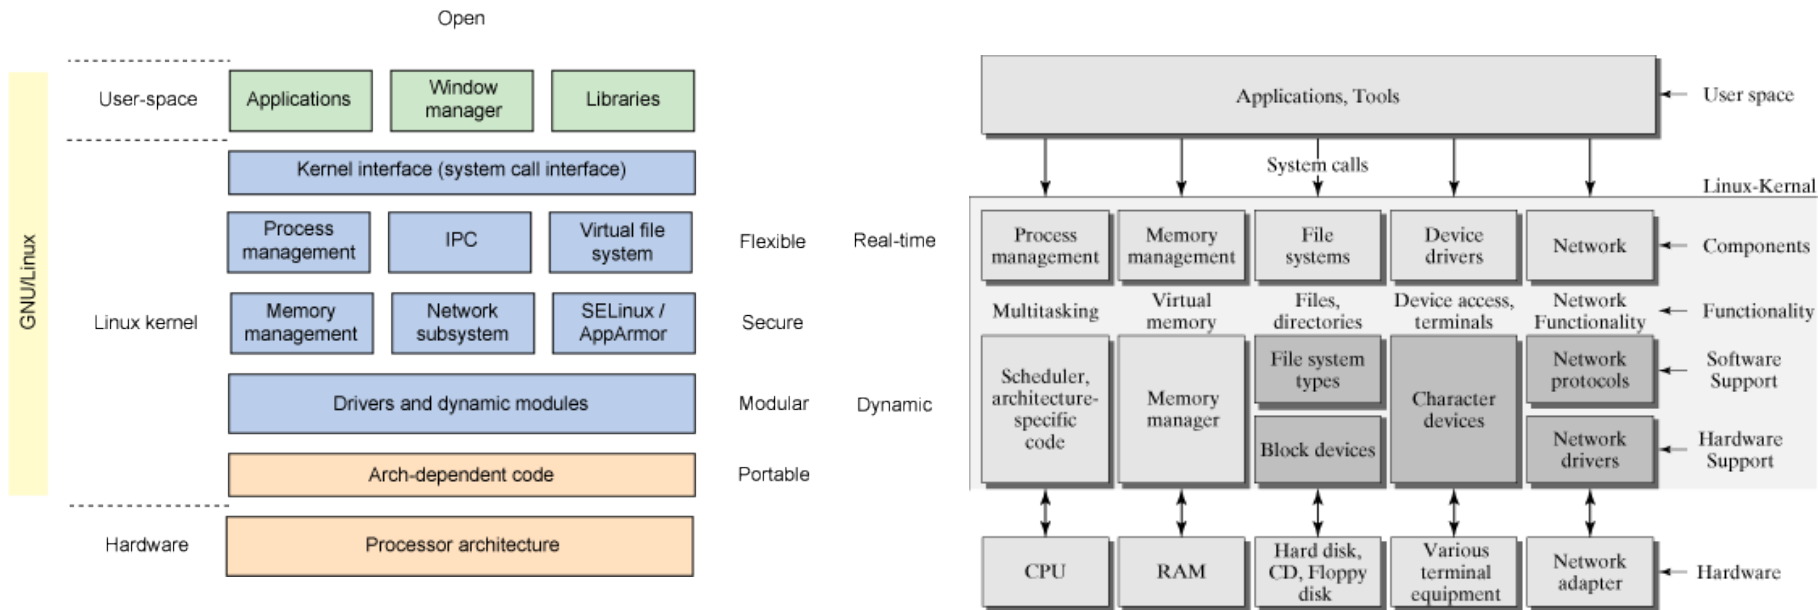 Open
GNU/Linux
User-space
Applications
Window
manager
Libraries
Kernel interface (system call interface)
Linux kernel
Process
management
IPC
Virtual file
system
Flexible
Real-time
Memory
management
Network
subsystem
SELinux /
AppArmor
Secure
Drivers and dynamic modules
Modular
Dynamic
Arch-dependent code
Portable
Hardware
Processor architecture
Applications, Tools
User space
System calls
Linux-Kernel
Process
management
Memory
management
File
systems
Device
drivers
Network
Components
Multitasking
Virtual
memory
Files,
directories
Device access,
terminals
Network
Functionality
Functionality
Scheduler,
architecture-
specific
code
Memory
manager
File system
types
Block devices
Character
devices
Network
protocols
Network
drivers
Software
Support
Hardware
Support
CPU
RAM
Hard disk,
CD, Floppy
disk
Various
terminal
equipment
Network
adapter
Hardware